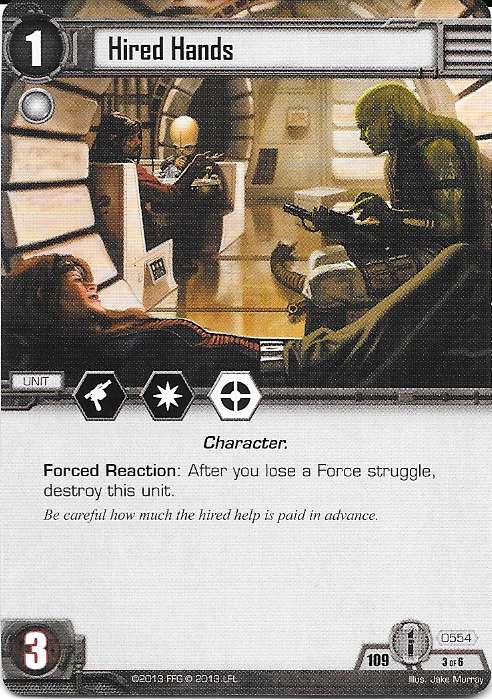 1
Hired Hands
UNIT
Character.
Forced Reaction: After you lose a Force struggle,
destroy this unit.
Be careful how much the hired help is paid in advance.
3
109
0554
3 OF 6
©2013 FFG © 2013 LFL
Illus. Jake Murray